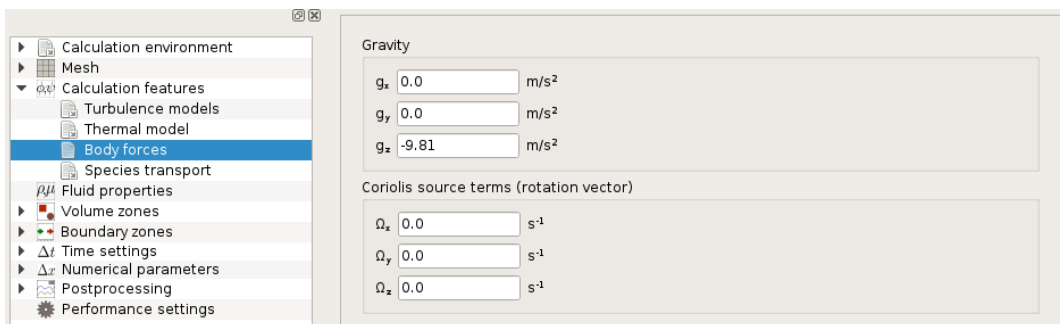 Calculation environment
Mesh
Calculation features
Turbulence models
Thermal model
Body forces
Species transport
ρ,μ Fluid properties
Volume zones
Boundary zones
Δt Time settings
Δx Numerical parameters
Postprocessing
Performance settings
Gravity
gₓ 0.0 m/s²
gᵧ 0.0 m/s²
g_z -9.81 m/s²
Coriolis source terms (rotation vector)
Ωₓ 0.0 s⁻¹
Ωᵧ 0.0 s⁻¹
Ω_z 0.0 s⁻¹